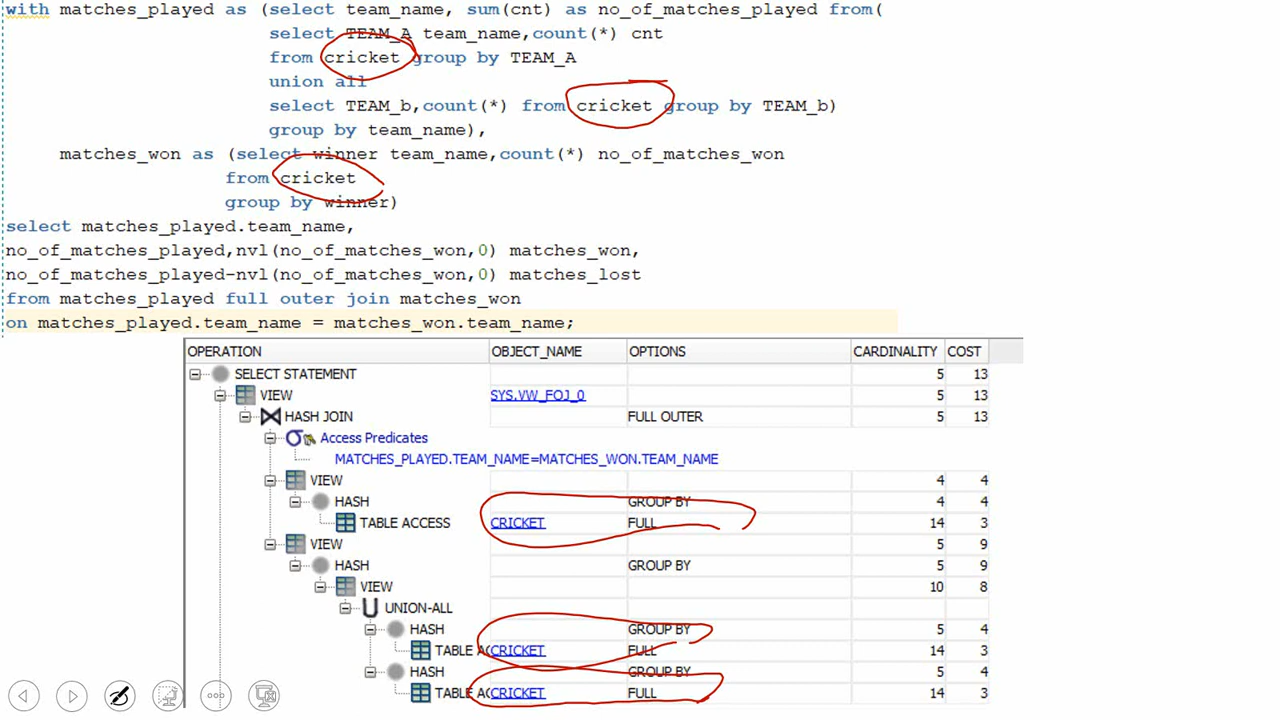 with matches_played as (select team_name, sum(cnt) as no_of_matches_played from(
select TEAM_A team_name,count(*) cnt
from cricket group by TEAM_A
union all
select TEAM_b,count(*) from cricket group by TEAM_b)
group by team_name),
matches_won as (select winner team_name,count(*) no_of_matches_won
from cricket
group by winner)
select matches_played.team_name,
no_of_matches_played,nvl(no_of_matches_won,0) matches_won,
no_of_matches_played-nvl(no_of_matches_won,0) matches_lost
from matches_played full outer join matches_won
on matches_played.team_name = matches_won.team_name;
OPERATION OBJECT_NAME OPTIONS CARDINALITY COST
SELECT STATEMENT 5 13
VIEW SYS.VW_FOJ_0 5 13
HASH JOIN FULL OUTER 5 13
Access Predicates
MATCHES_PLAYED.TEAM_NAME=MATCHES_WON.TEAM_NAME
VIEW 4 4
HASH GROUP BY 4 4
TABLE ACCESS CRICKET FULL 14 3
VIEW 5 9
HASH GROUP BY 5 9
VIEW 10 8
UNION-ALL
HASH GROUP BY 5 4
TABLE AC CRICKET FULL 14 3
HASH GROUP BY 5 4
TABLE AC CRICKET FULL 14 3